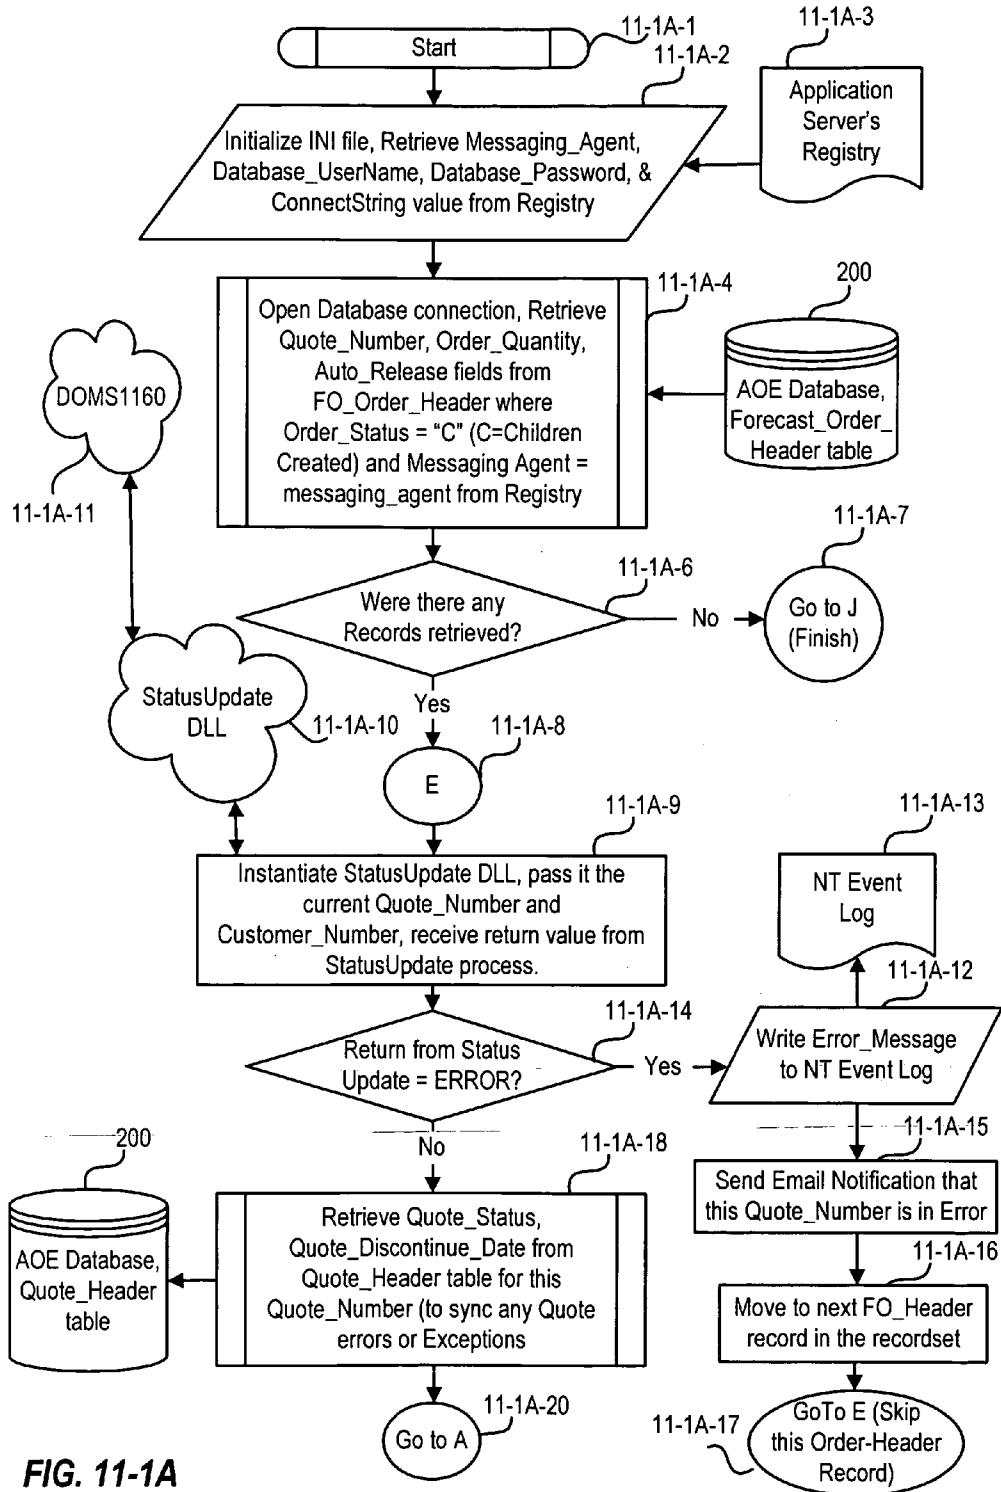 11-1A-1
Start
11-1A-2
11-1A-3
Application
Server's
Registry
Initialize INI file, Retrieve Messaging_Agent,
Database_UserName, Database_Password, &
ConnectString value from Registry
11-1A-4
Open Database connection, Retrieve
Quote_Number, Order_Quantity,
Auto_Release fields from
FO_Order_Header where
Order_Status = “C” (C=Children
Created) and Messaging Agent =
messaging_agent from Registry
200
AOE Database,
Forecast_Order_
Header table
DOMS1160
11-1A-11
11-1A-6
Were there any
Records retrieved?
No
11-1A-7
Go to J
(Finish)
StatusUpdate
DLL
11-1A-10
Yes
11-1A-8
E
11-1A-9
Instantiate StatusUpdate DLL, pass it the
current Quote_Number and
Customer_Number, receive return value from
StatusUpdate process.
11-1A-13
NT Event
Log
11-1A-12
Write Error_Message
to NT Event Log
11-1A-14
Return from Status
Update = ERROR?
Yes
No
11-1A-15
Send Email Notification that
this Quote_Number is in Error
11-1A-18
Retrieve Quote_Status,
Quote_Discontinue_Date from
Quote_Header table for this
Quote_Number (to sync any Quote
errors or Exceptions
200
AOE Database,
Quote_Header
table
11-1A-16
Move to next FO_Header
record in the recordset
11-1A-20
Go to A
11-1A-17
GoTo E (Skip
this Order-Header
Record)
FIG. 11-1A